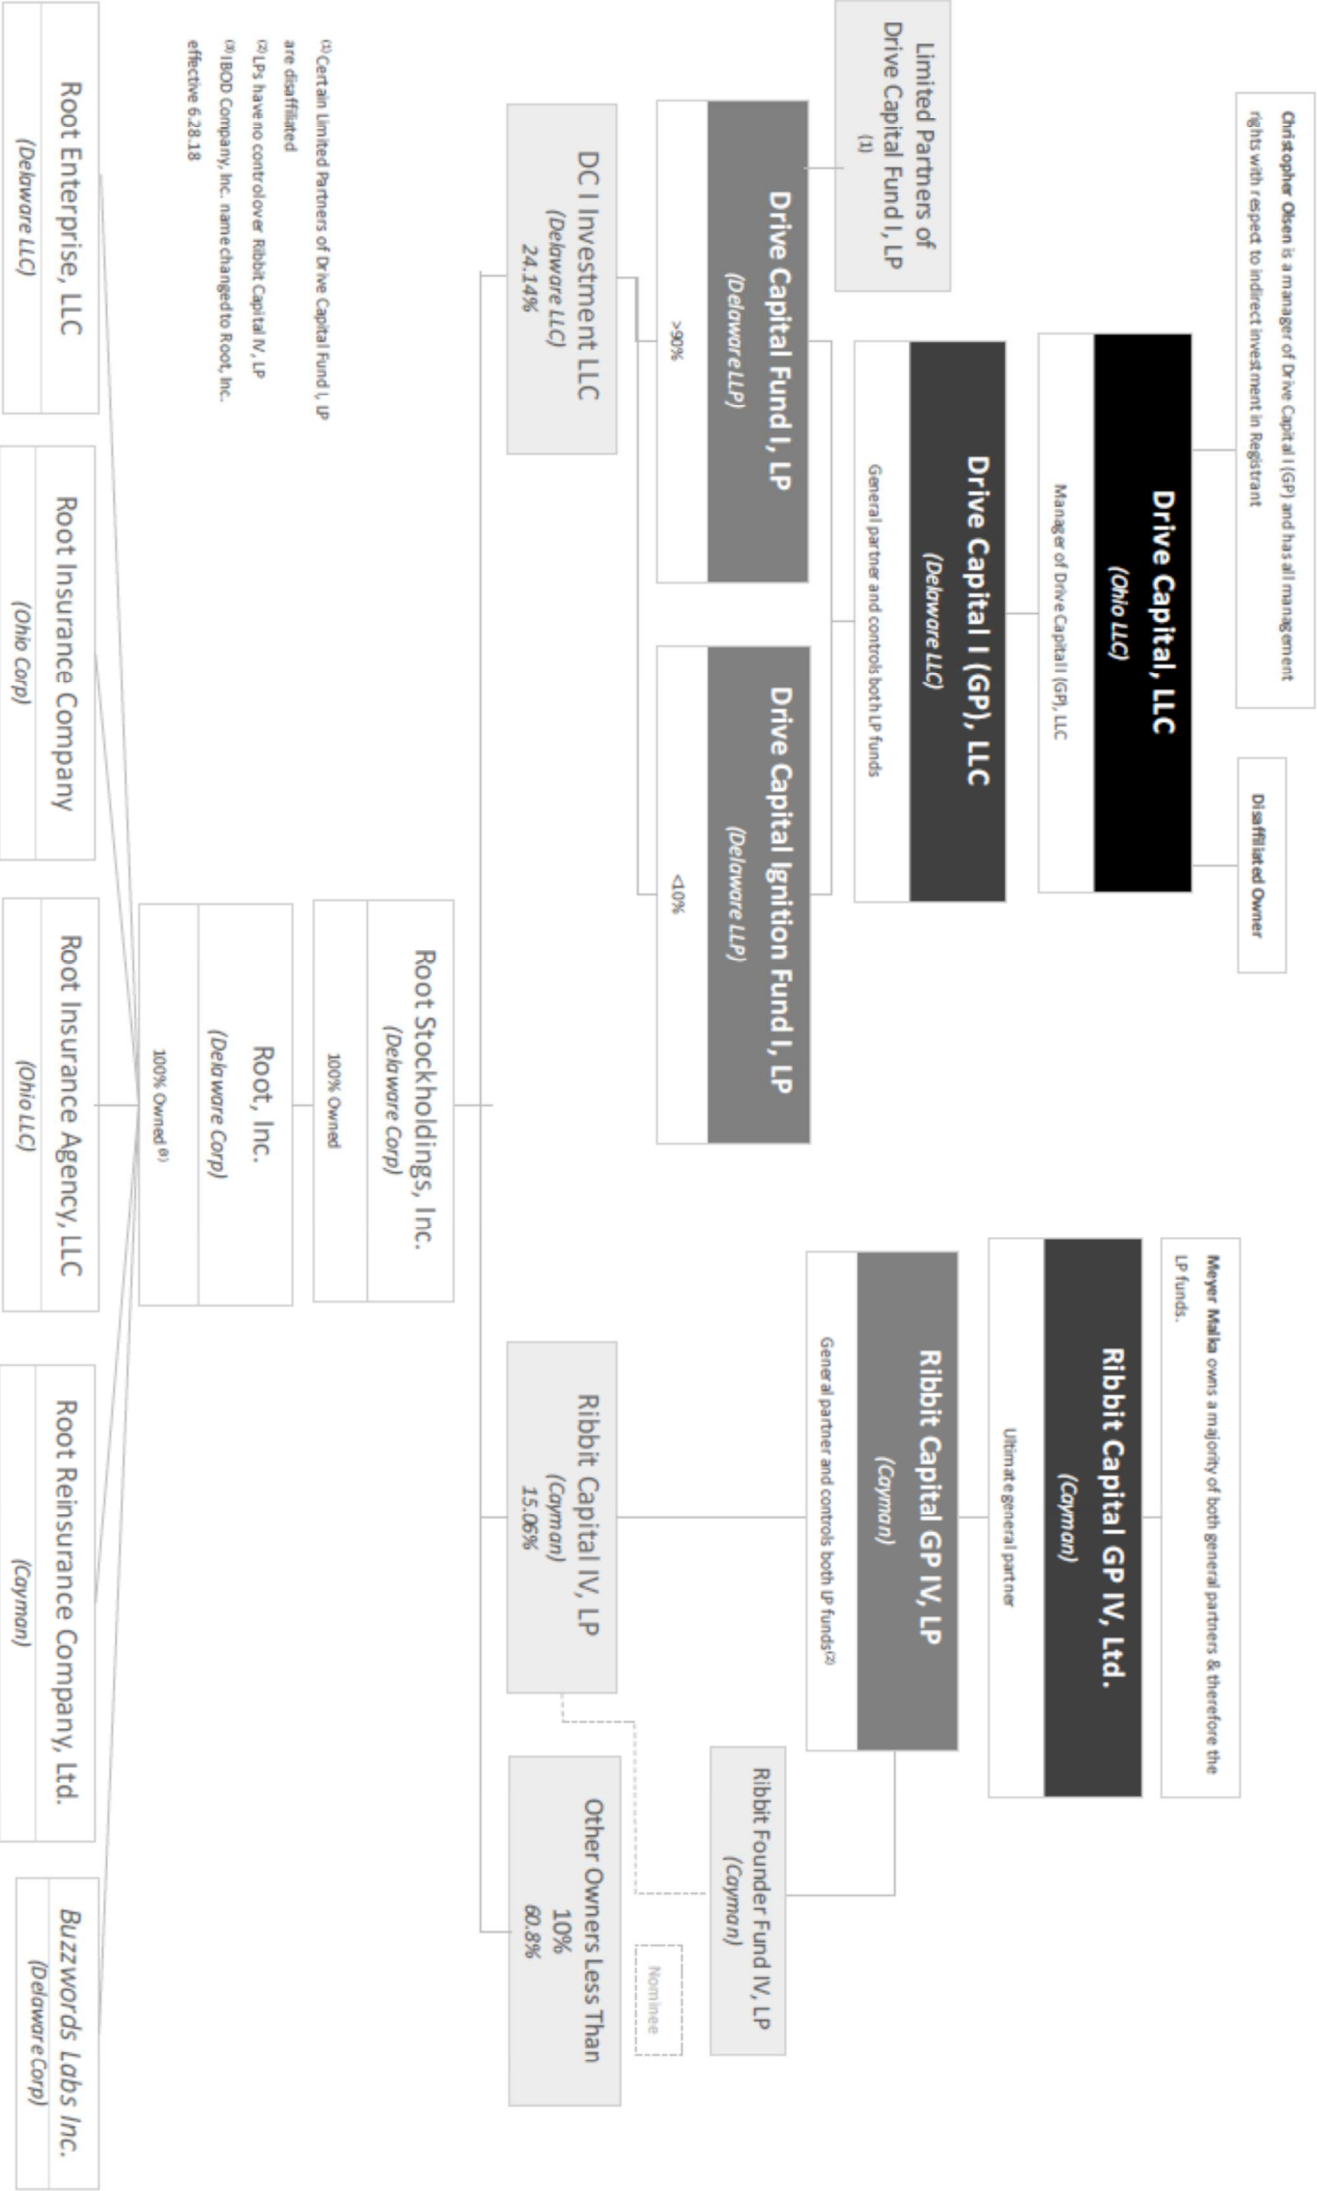 Christopher Olsen is a manager of Drive Capital I (GP) and has all management
rights with respect to indirect investment in Registrant
Disaffiliated Owner
Drive Capital, LLC
(Ohio LLC)
Manager of Drive Capital I (GP), LLC
Meyer Malka owns a majority of both general partners & therefore the
LP funds.
Ribbit Capital GP IV, Ltd.
(Cayman)
Ultimate general partner
Drive Capital I (GP), LLC
(Delaware LLC)
General partner and controls both LP funds
Ribbit Capital GP IV, LP
(Cayman)
General partner and controls both LP funds(2)
Limited Partners of
Drive Capital Fund I, LP
(1)
Drive Capital Fund I, LP
(Delaware LLP)
>90%
Drive Capital Ignition Fund I, LP
(Delaware LLP)
<10%
Ribbit Founder Fund IV, LP
(Cayman)
Nominee
DC I Investment LLC
(Delaware LLC)
24.14%
Ribbit Capital IV, LP
(Cayman)
15.06%
Other Owners Less Than
10%
60.8%
Root Stockholdings, Inc.
(Delaware Corp)
100% Owned
(1) Certain Limited Partners of Drive Capital Fund I, LP
are disaffiliated
(2) LPs have no control over Ribbit Capital IV, LP
(3) IBOD Company, Inc. name changed to Root, Inc.
effective 6.28.18
Root, Inc.
(Delaware Corp)
100% Owned (3)
Root Enterprise, LLC
(Delaware LLC)
Root Insurance Company
(Ohio Corp)
Root Insurance Agency, LLC
(Ohio LLC)
Root Reinsurance Company, Ltd.
(Cayman)
Buzzwords Labs Inc.
(Delaware Corp)